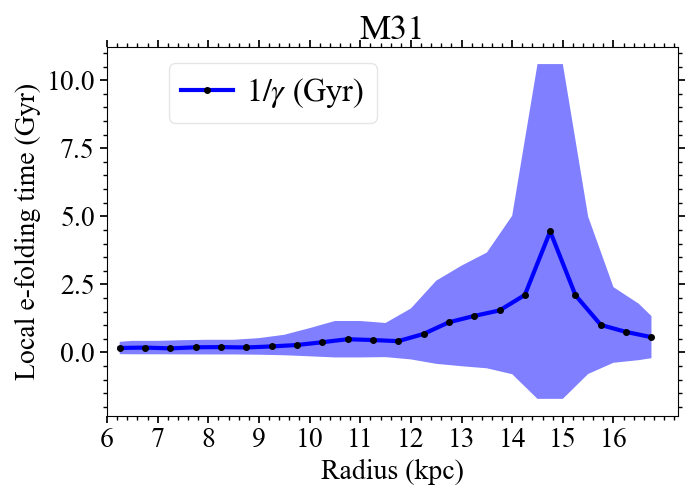 M31
1/γ (Gyr)
Local e-folding time (Gyr)
10.0
7.5
5.0
2.5
0.0
6 7 8 9 10 11 12 13 14 15 16
Radius (kpc)